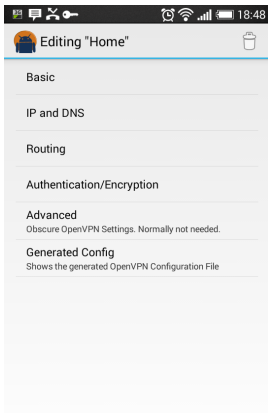 18:48
Editing "Home"
Basic
IP and DNS
Routing
Authentication/Encryption
Advanced
Obscure OpenVPN Settings. Normally not needed.
Generated Config
Shows the generated OpenVPN Configuration File